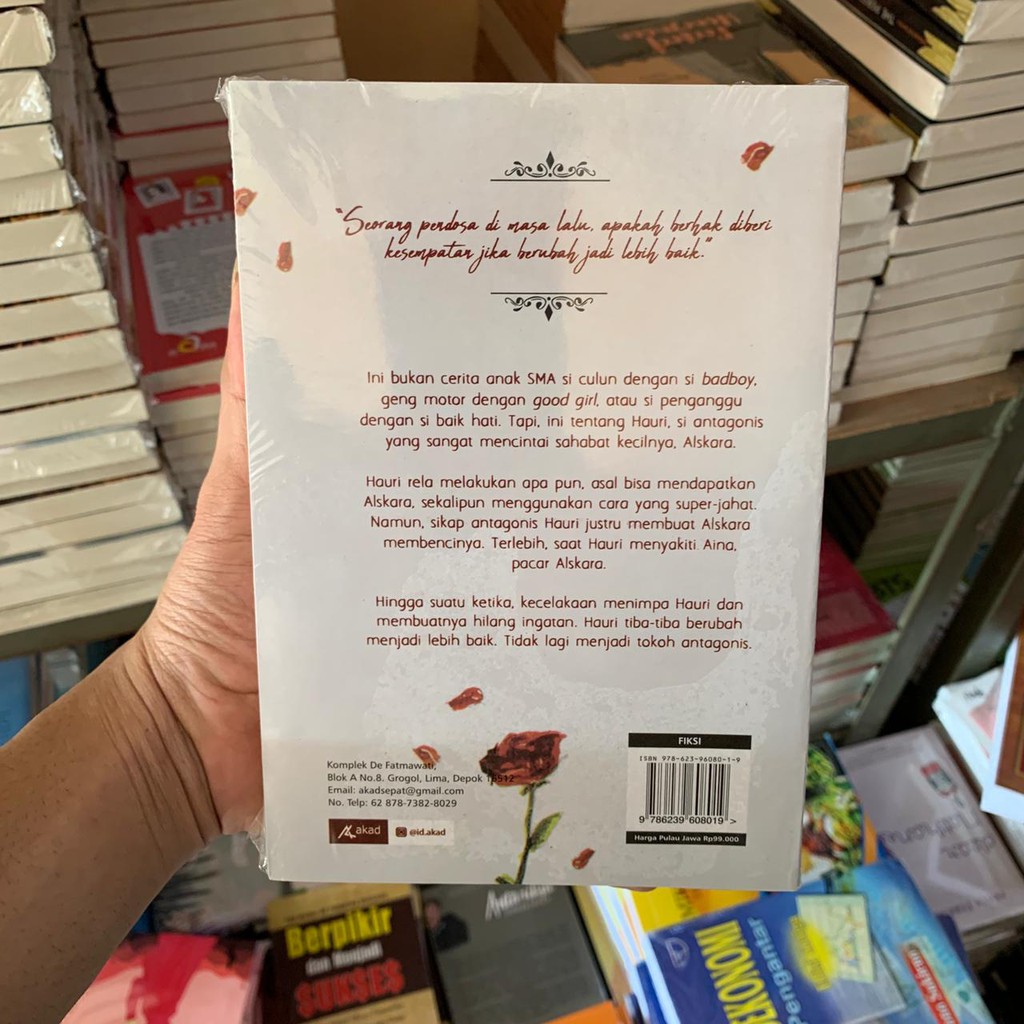 "Seorang pendosa di masa lalu, apakah berhak diberi
kesempatan jika berubah jadi lebih baik."
Ini bukan cerita anak SMA si culun dengan si badboy,
geng motor dengan good girl, atau si penganggu
dengan si baik hati. Tapi, ini tentang Hauri, si antagonis
yang sangat mencintai sahabat kecilnya, Alskara.
Hauri rela melakukan apa pun, asal bisa mendapatkan
Alskara, sekalipun menggunakan cara yang super-jahat.
Namun, sikap antagonis Hauri justru membuat Alskara
membencinya. Terlebih, saat Hauri menyakiti Aina,
pacar Alskara.
Hingga suatu ketika, kecelakaan menimpa Hauri dan
membuatnya hilang ingatan. Hauri tiba-tiba berubah
menjadi lebih baik. Tidak lagi menjadi tokoh antagonis.
Komplek De Fatmawati,
Blok A No.8. Grogol, Lima, Depok 16512
Email: akadsepat@gmail.com
No. Telp: 62 878-7382-8029
akad
@id.akad
FIKSI
ISBN 978-623-96080-1-9
9 786239 608019 >
Harga Pulau Jawa Rp99.000
Berpikir
dan Menjadi
SUKSES
Pengantar
EKONOMI